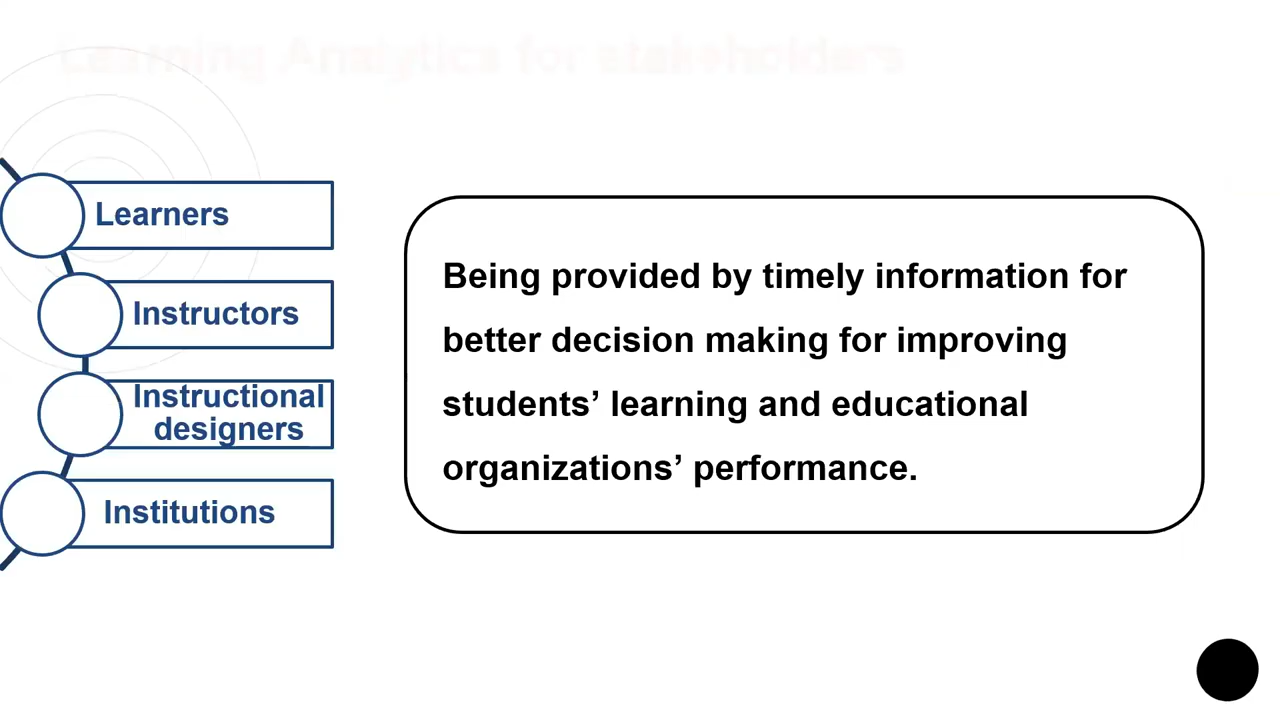 Learning Analytics for stakeholders
Learners
Instructors
Instructional
designers
Institutions
Being provided by timely information for
better decision making for improving
students’ learning and educational
organizations’ performance.